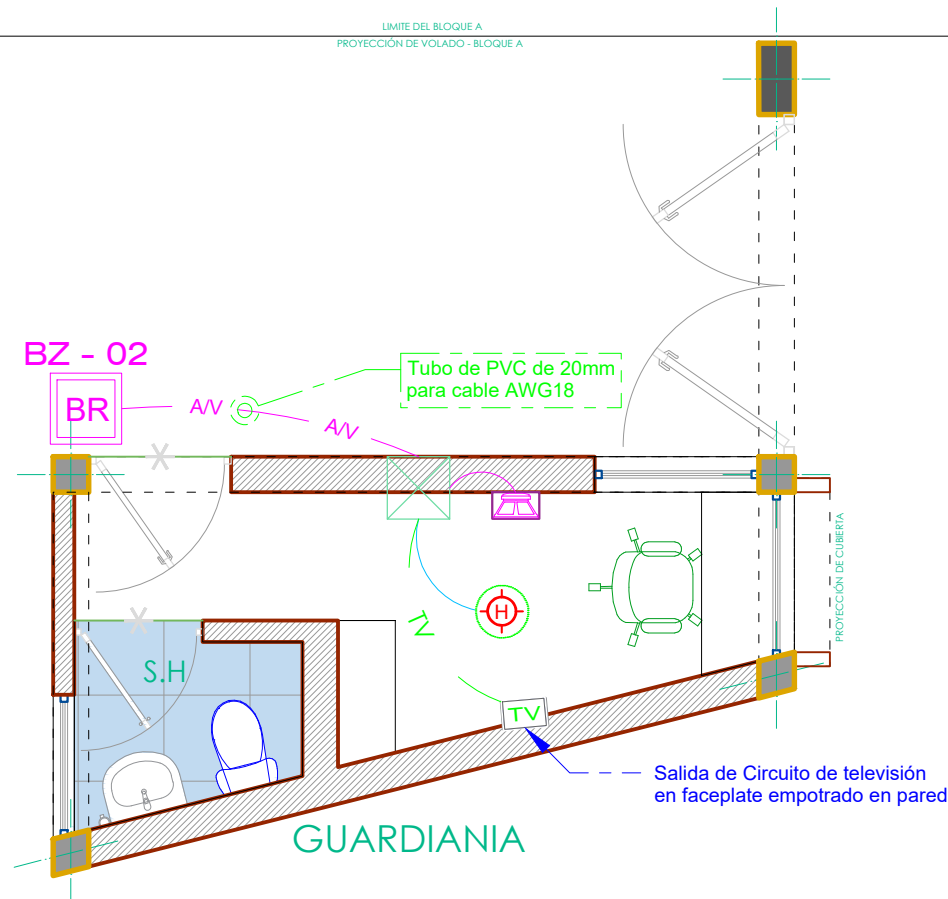 LIMITE DEL BLOQUE A
PROYECCIÓN DE VOLADO - BLOQUE A
BZ - 02
BR
A/V
A/V
Tubo de PVC de 20mm
para cable AWG18
PROYECCIÓN DE CUBIERTA
H
TV
S.H
TV
Salida de Circuito de televisión
en faceplate empotrado en pared
GUARDIANIA